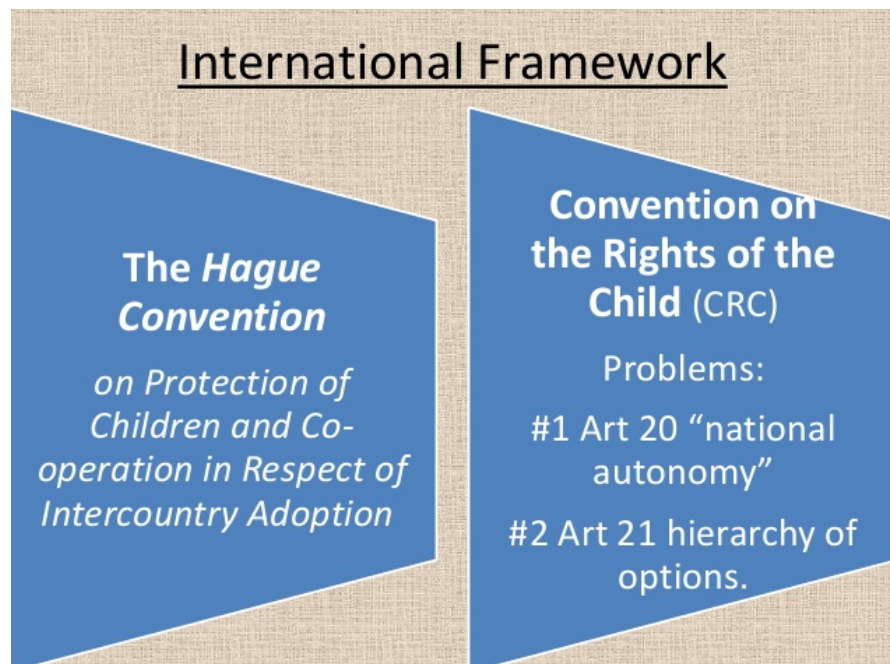 International Framework
The Hague
Convention
on Protection of
Children and Co-
operation in Respect of
Intercountry Adoption
Convention on
the Rights of the
Child (CRC)
Problems:
#1 Art 20 “national
autonomy”
#2 Art 21 hierarchy of
options.